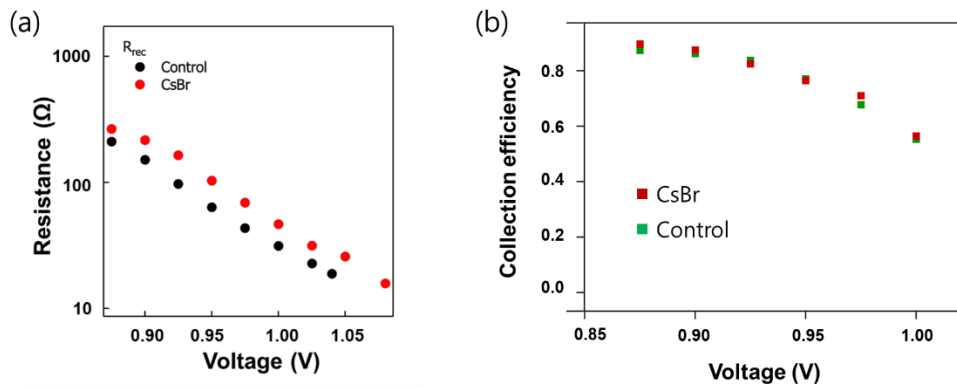 (a)
R_rec
Control
CsBr
1000
100
10
Resistance (Ω)
0.90 0.95 1.00 1.05
Voltage (V)
(b)
0.8
0.6
0.4
0.2
0.0
Collection efficiency
CsBr
Control
0.85 0.90 0.95 1.00
Voltage (V)